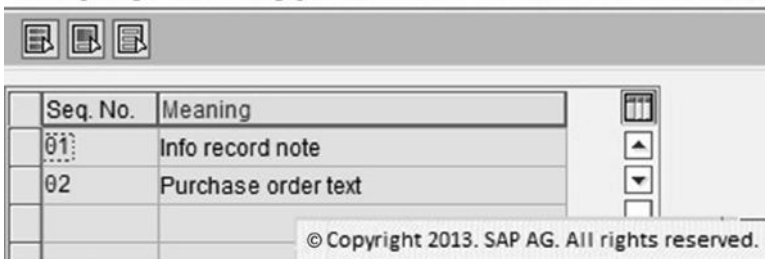 Seq. No. Meaning
01 Info record note
02 Purchase order text
© Copyright 2013. SAP AG. All rights reserved.